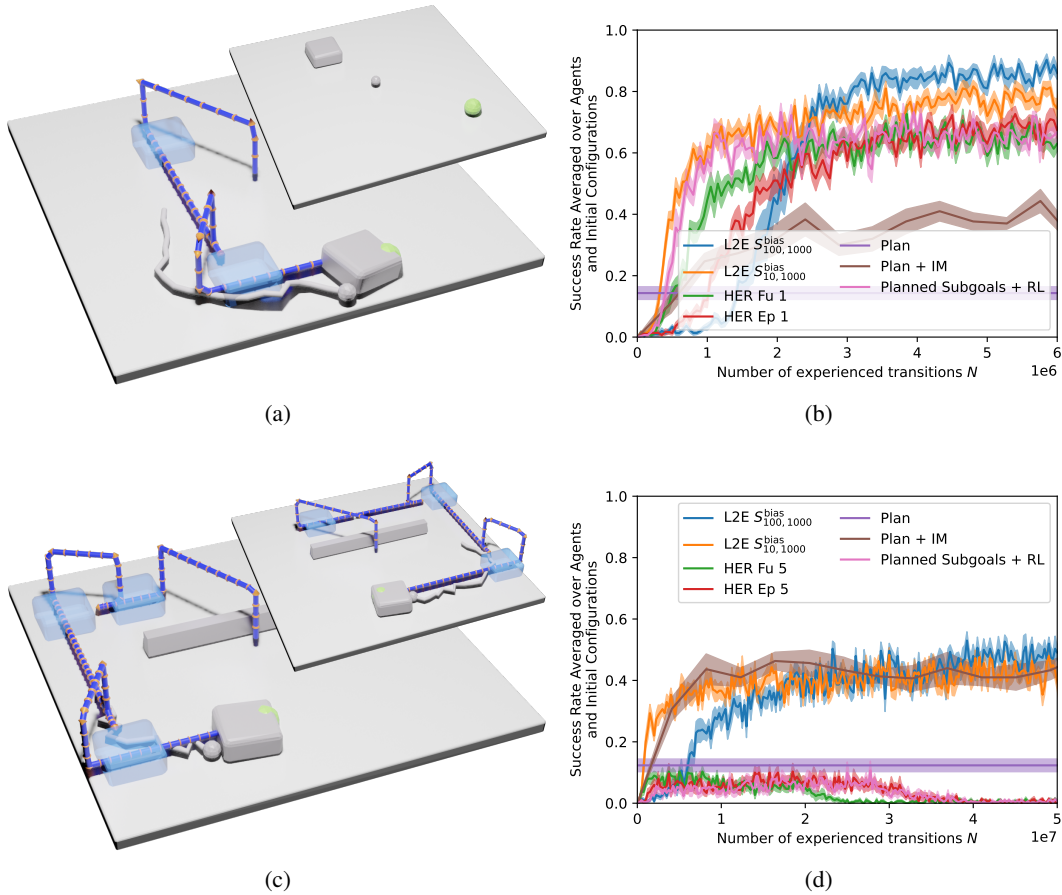 1.0
0.8
0.6
0.4
0.2
0.0
Success Rate Averaged over Agents
and Initial Configurations
L2E S^bias_100,1000
L2E S^bias_10,1000
HER Fu 1
HER Ep 1
Plan
Plan + IM
Planned Subgoals + RL
0 1 2 3 4 5 6
1e6
Number of experienced transitions N
(a)
(b)
1.0
0.8
0.6
0.4
0.2
0.0
Success Rate Averaged over Agents
and Initial Configurations
L2E S^bias_100,1000
L2E S^bias_10,1000
HER Fu 5
HER Ep 5
Plan
Plan + IM
Planned Subgoals + RL
0 1 2 3 4 5
1e7
Number of experienced transitions N
(c)
(d)